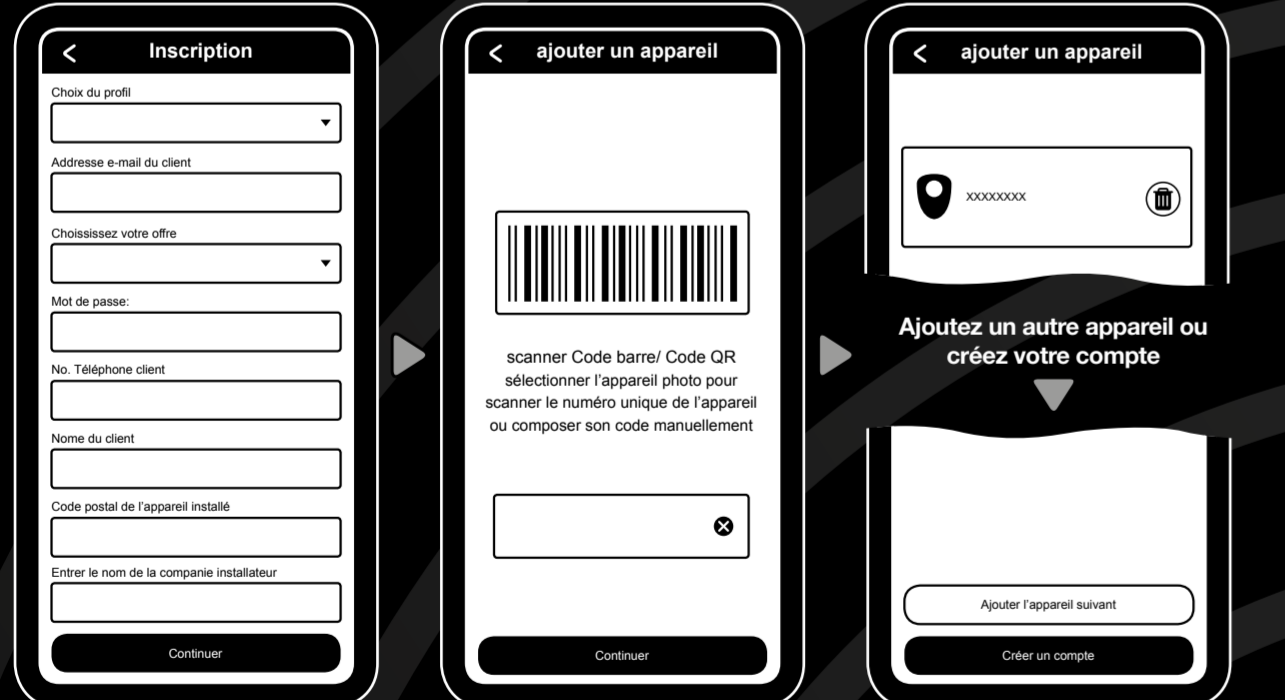 Inscription
Choix du profil
Addresse e-mail du client
Choississez votre offre
Mot de passe:
No. Téléphone client
Nome du client
Code postal de l'appareil installé
Entrer le nom de la companie installateur
Continuer
ajouter un appareil
scanner Code barre/ Code QR
sélectionner l'appareil photo pour
scanner le numéro unique de l'appareil
ou composer son code manuellement
Continuer
ajouter un appareil
xxxxxxxx
Ajoutez un autre appareil ou
créez votre compte
Ajouter l'appareil suivant
Créer un compte